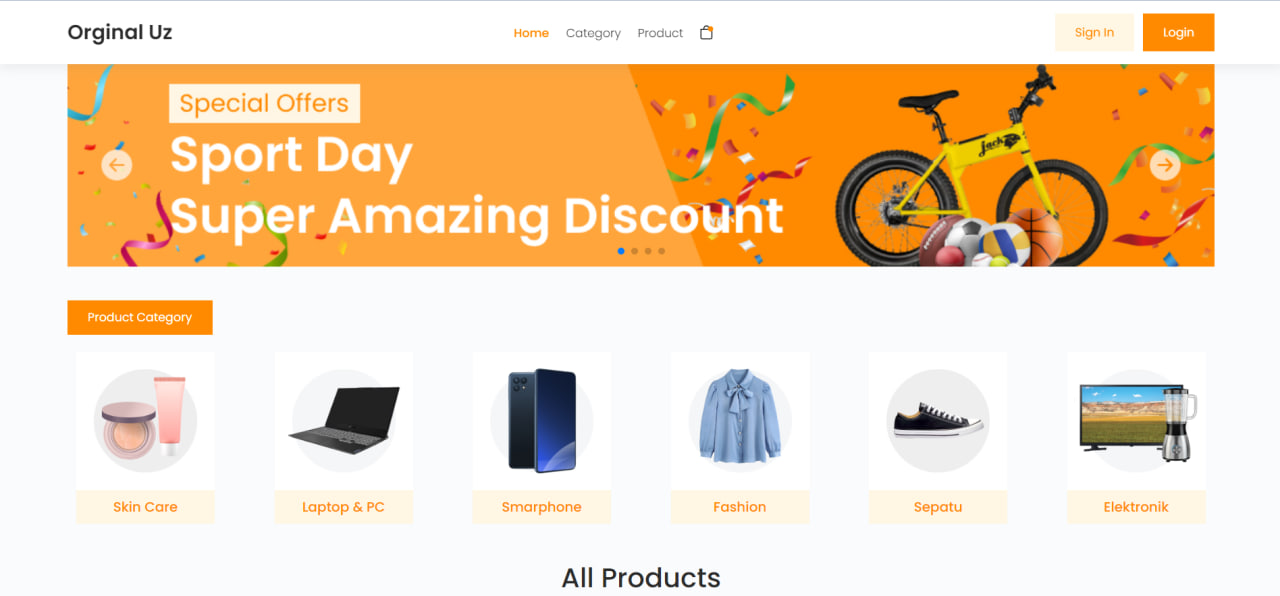 Orginal Uz
Home Category Product
Sign In Login
Special Offers
Sport Day
Super Amazing Discount
jack
Product Category
Skin Care Laptop & PC Smarphone Fashion Sepatu Elektronik
All Products